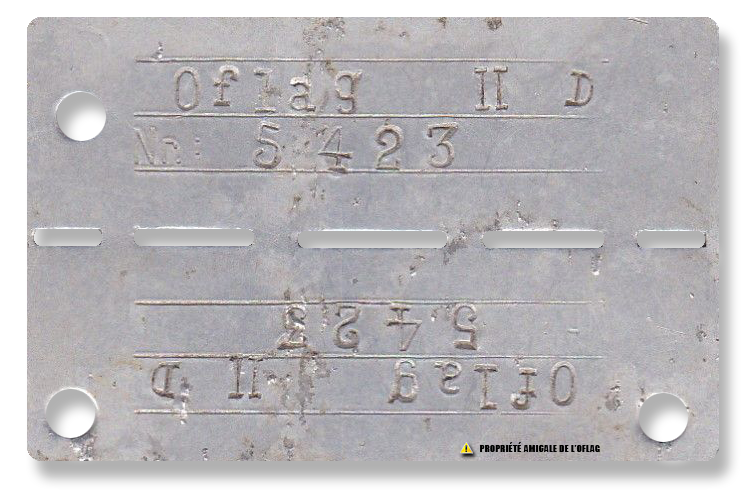 Oflag II D
Nr: 5423
5423
Oflag II D
PROPRIÉTÉ AMICALE DE L'OFLAG